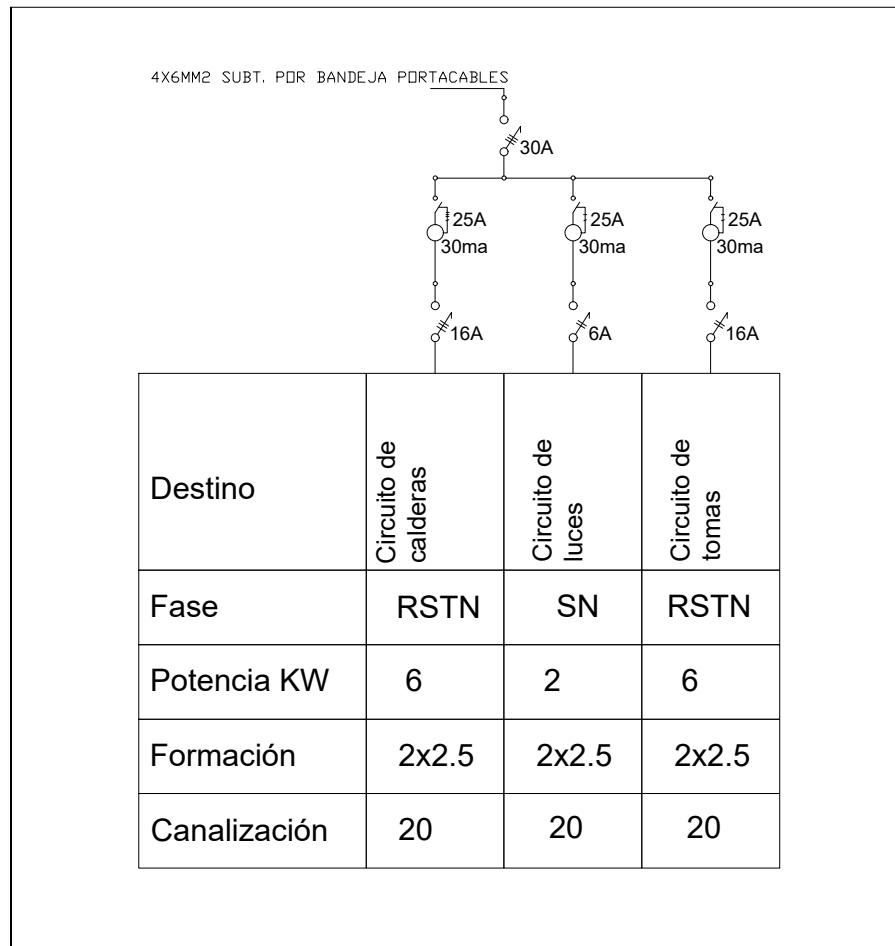 4X6MM2 SUBT. POR BANDEJA PORTACABLES
30A
25A
30ma
25A
30ma
25A
30ma
16A
6A
16A
Destino
Circuito de
calderas
Circuito de
luces
Circuito de
tomas
Fase
RSTN
SN
RSTN
Potencia KW
6
2
6
Formación
2x2.5
2x2.5
2x2.5
Canalización
20
20
20